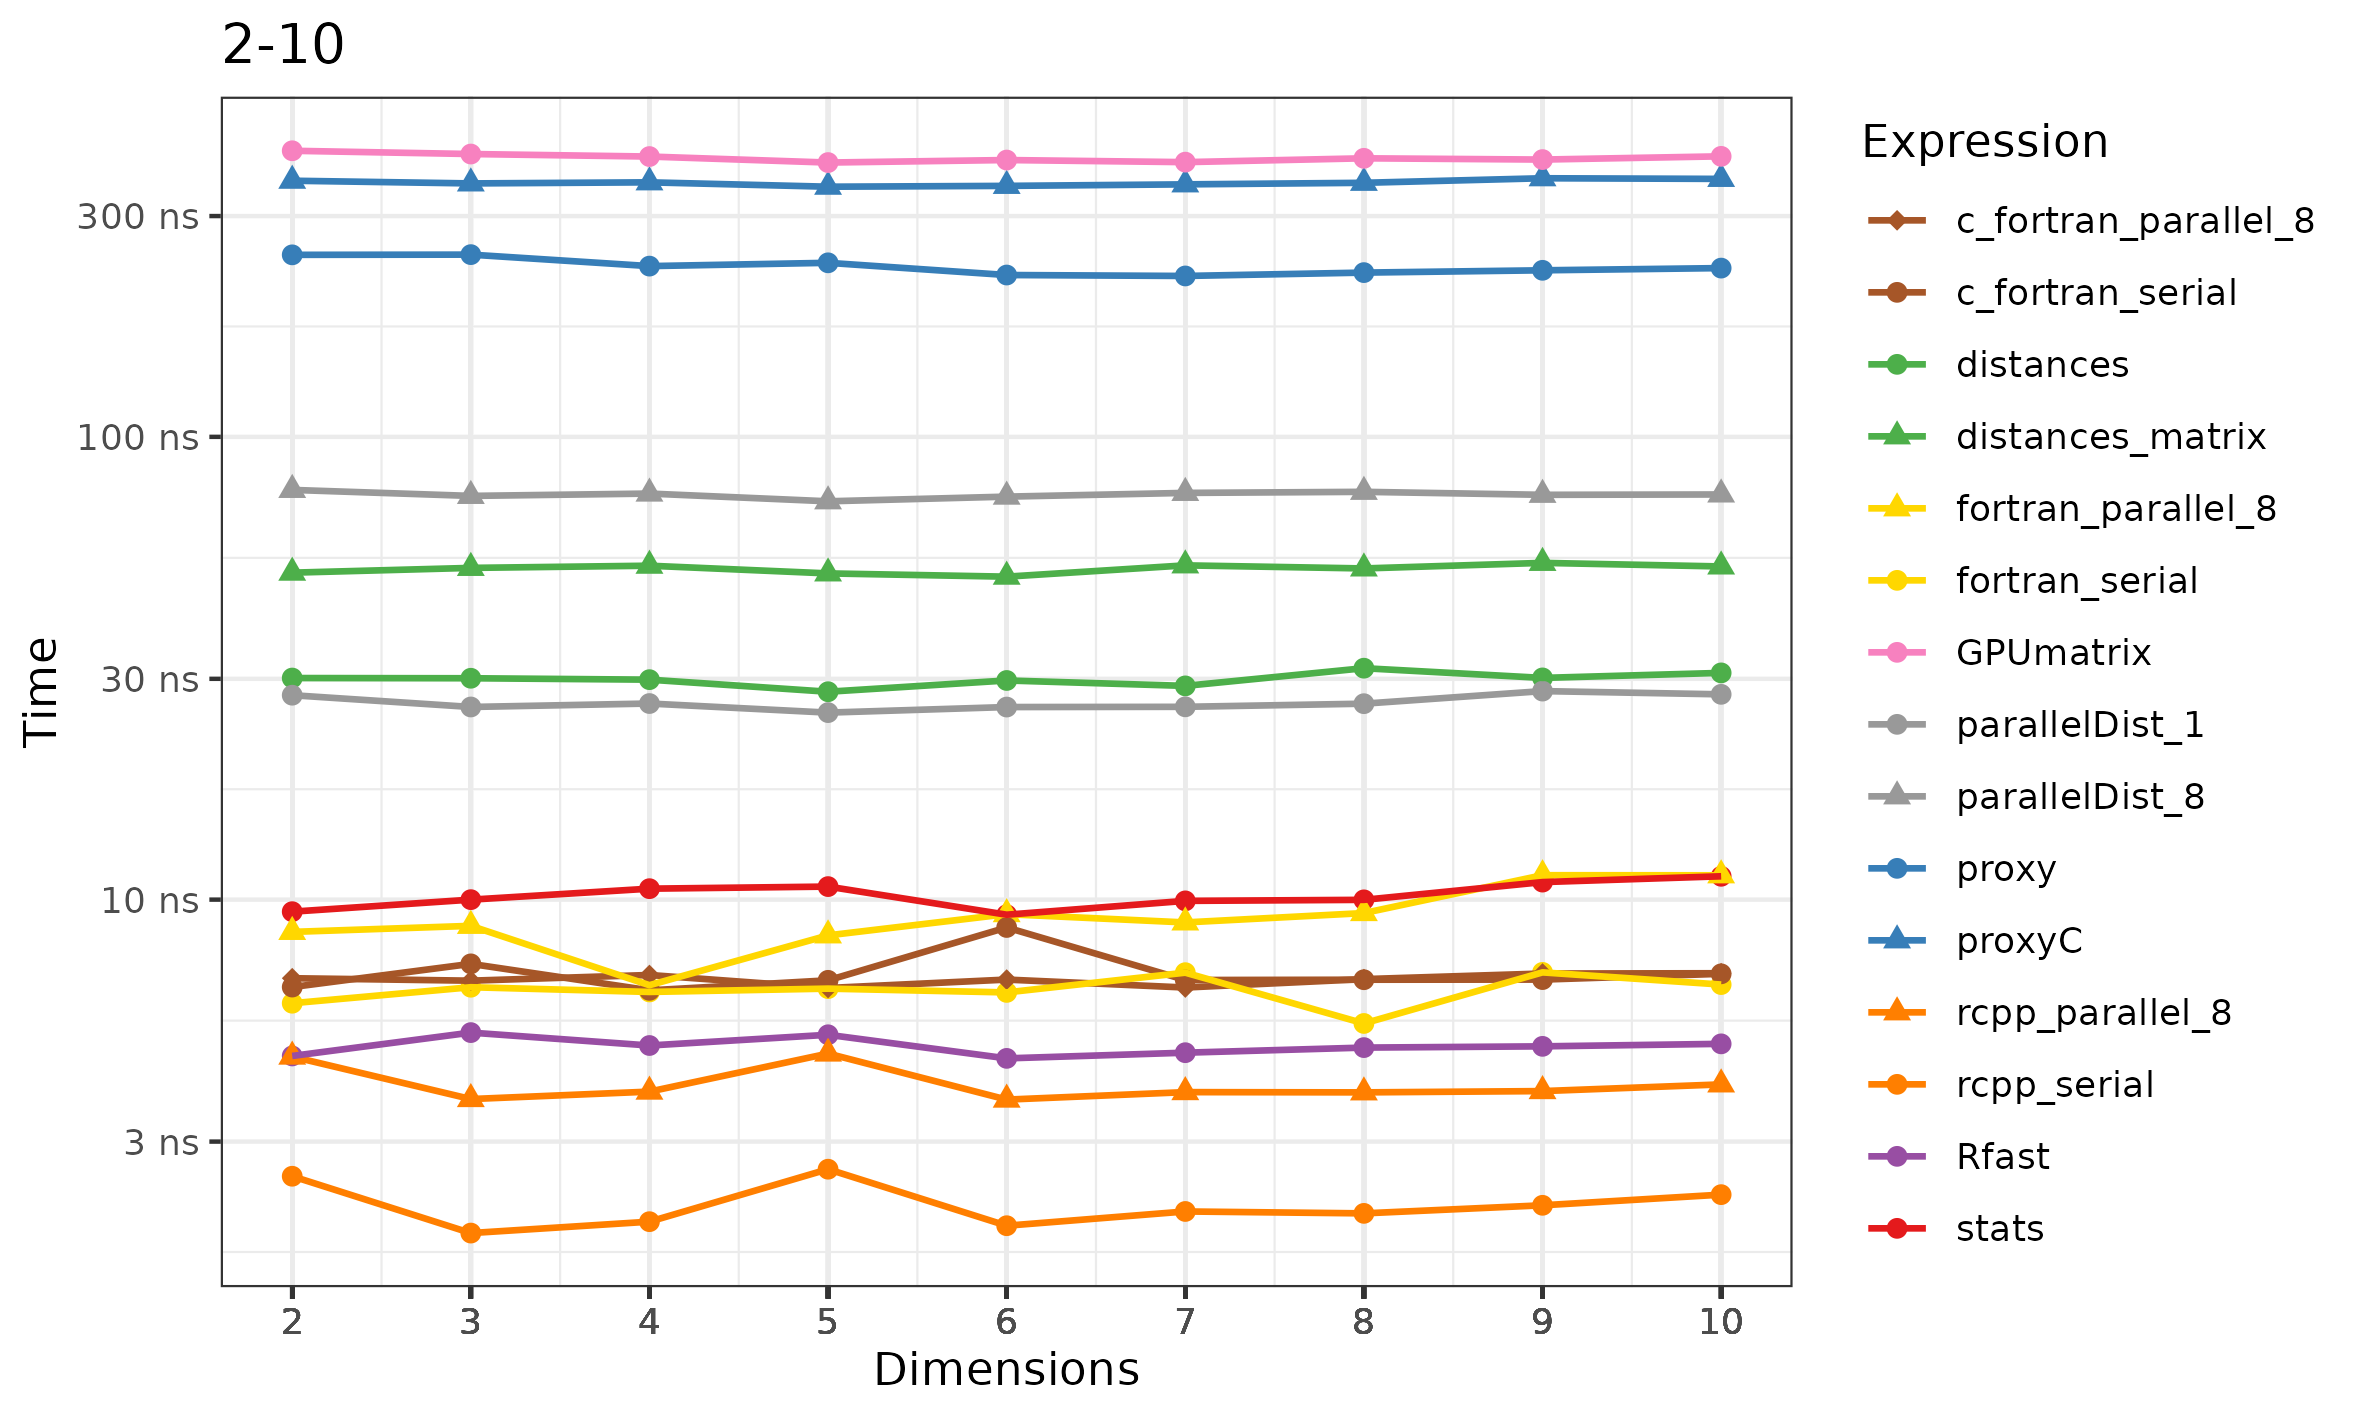 2-10
Time
300 ns
100 ns
30 ns
10 ns
3 ns
2 3 4 5 6 7 8 9 10
Dimensions
Expression
c_fortran_parallel_8
c_fortran_serial
distances
distances_matrix
fortran_parallel_8
fortran_serial
GPUmatrix
parallelDist_1
parallelDist_8
proxy
proxyC
rcpp_parallel_8
rcpp_serial
Rfast
stats